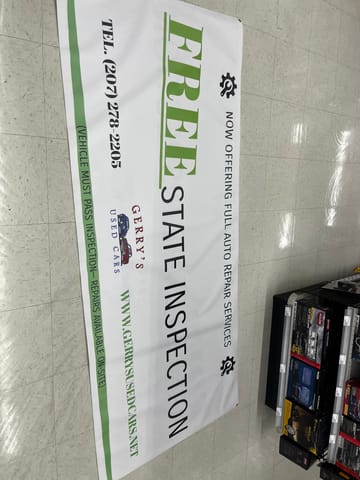 NOW OFFERING FULL AUTO REPAIR SERVICES
FREE STATE INSPECTION
TEL. (207) 278-2205
GERRY'S
USED CARS
WWW.GERRISUSEDCARS.NET
(VEHICLE MUST PASS INSPECTION— REPAIRS AVAILABLE ON-SITE)